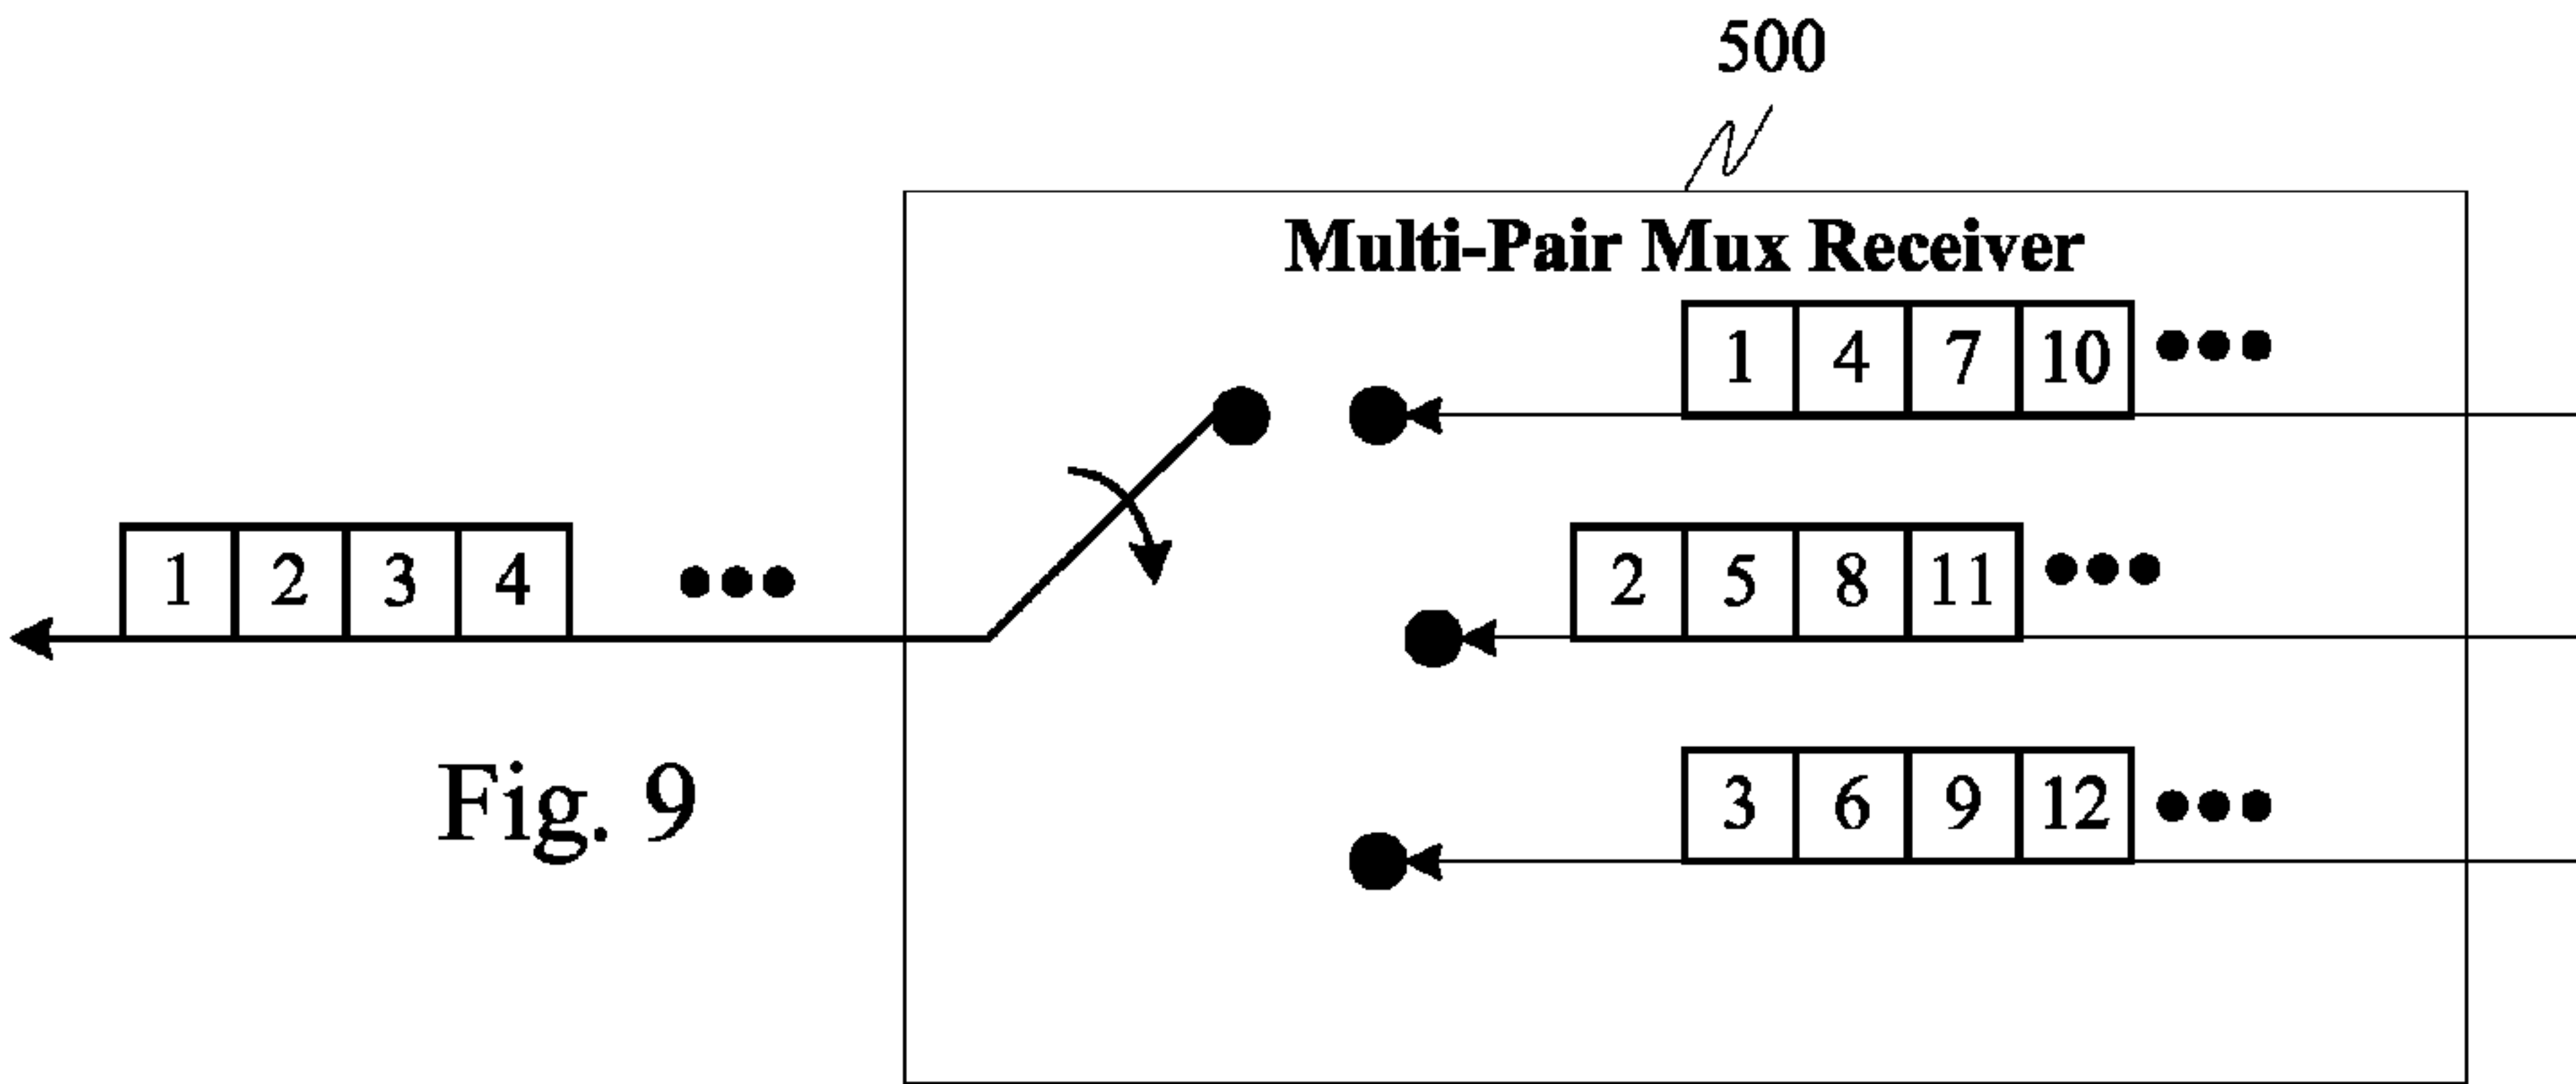 500
Multi-Pair Mux Receiver
1 4 7 10 •••
1 2 3 4 •••
2 5 8 11 •••
3 6 9 12 •••
Fig. 9